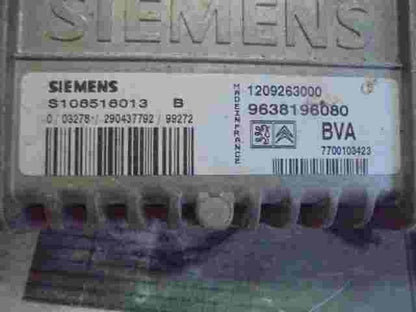 SIEMENS
SIEMENS
S108516013 B
0 / 03278 / 290437792 / 99272
MADE IN FRANCE
1209263000
9638196080
BVA
7700103423